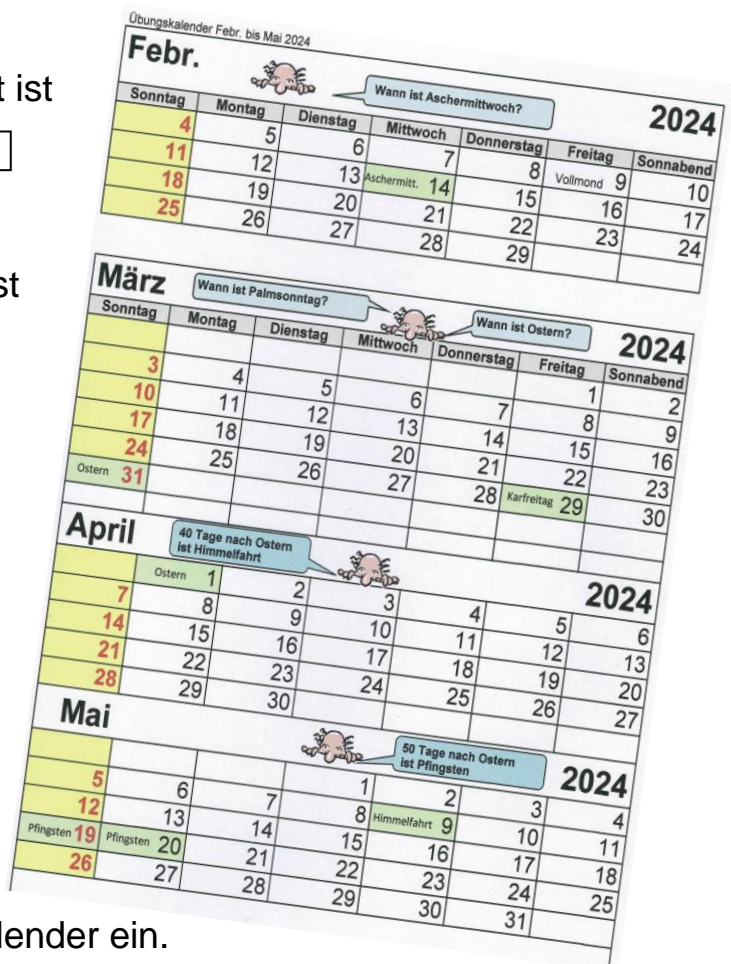 t ist
st
Übungskalender Febr. bis Mai 2024
Febr.
Wann ist Aschermittwoch?
2024
Sonntag Montag Dienstag Mittwoch Donnerstag Freitag Sonnabend
4 5 6 7 8 Vollmond 9 10
11 12 13 Aschermitt. 14 15 16 17
18 19 20 21 22 23 24
25 26 27 28 29
März
Wann ist Palmsonntag?
Wann ist Ostern?
2024
Sonntag Montag Dienstag Mittwoch Donnerstag Freitag Sonnabend
1 2
3 4 5 6 7 8 9
10 11 12 13 14 15 16
17 18 19 20 21 22 23
24 25 26 27 28 Karfreitag 29 30
Ostern 31
April
40 Tage nach Ostern
ist Himmelfahrt
2024
Ostern 1 2 3 4 5 6
7 8 9 10 11 12 13
14 15 16 17 18 19 20
21 22 23 24 25 26 27
28 29 30
Mai
50 Tage nach Ostern
ist Pfingsten
2024
1 2 3 4
5 6 7 8 Himmelfahrt 9 10 11
12 13 14 15 16 17 18
Pfingsten 19 Pfingsten 20 21 22 23 24 25
26 27 28 29 30 31
lender ein.